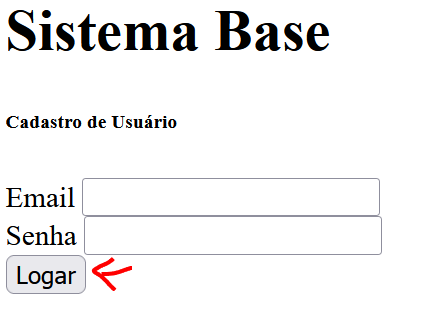 Sistema Base
Cadastro de Usuário
Email
Senha
Logar